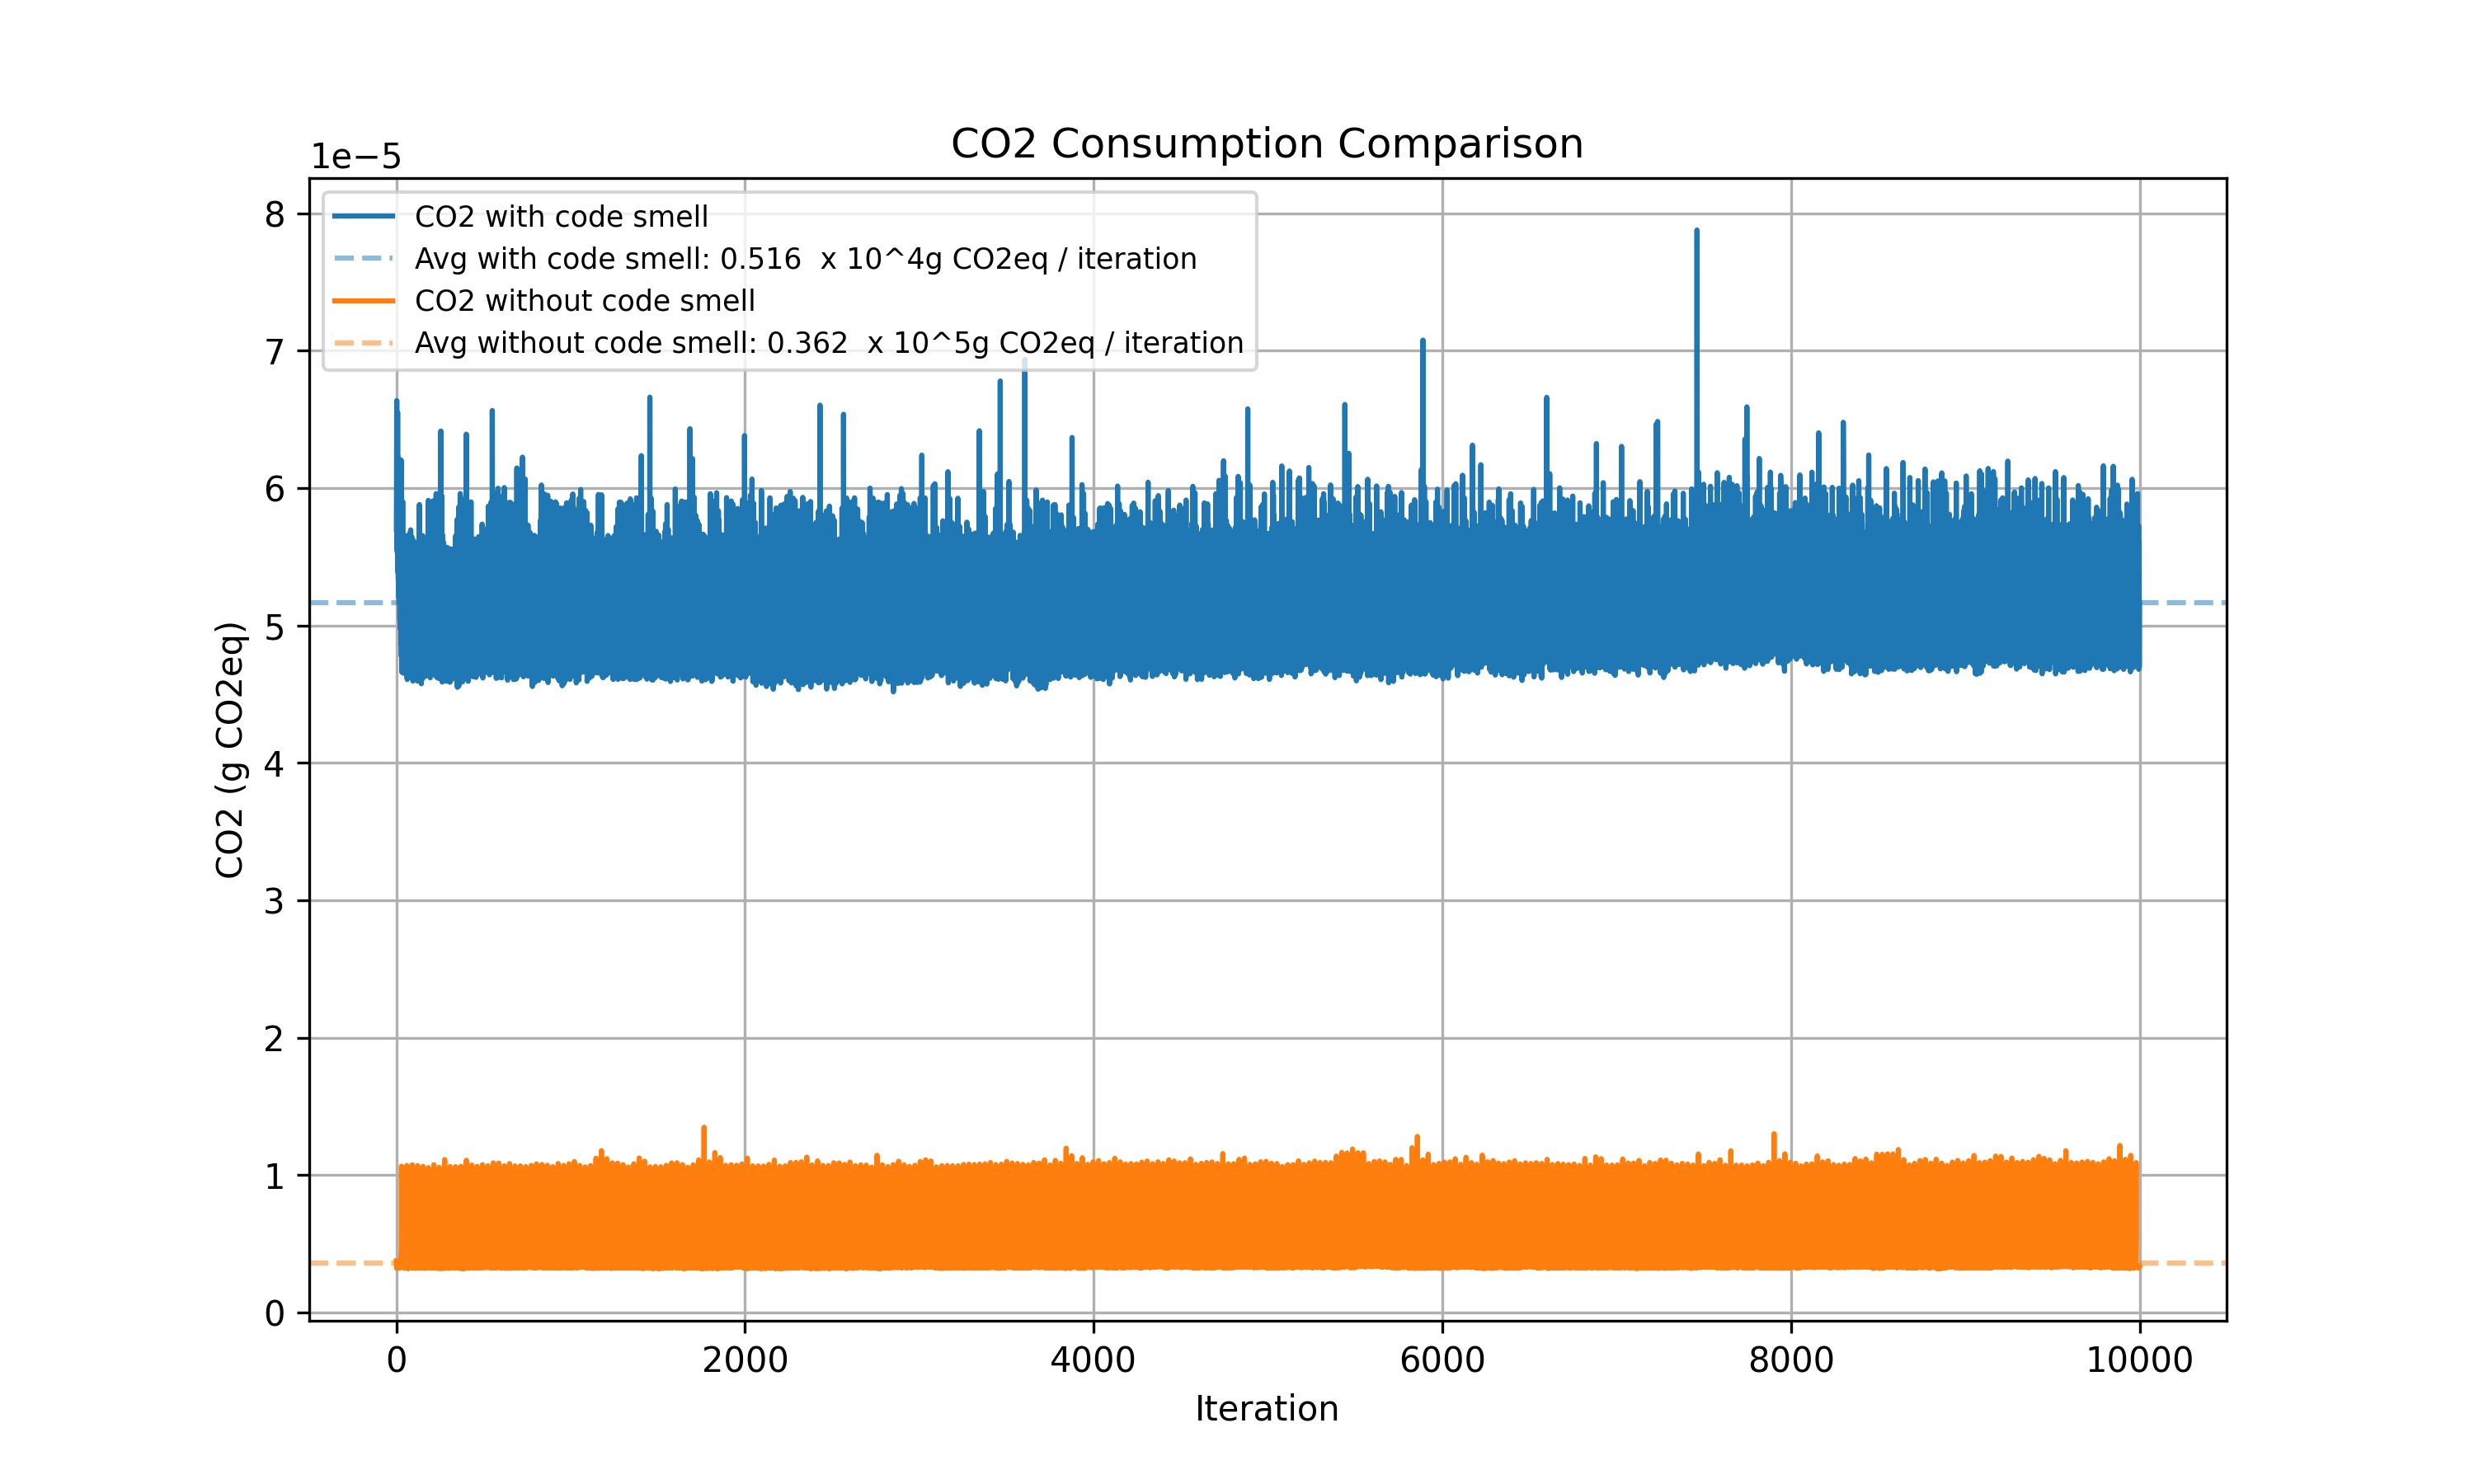 CO2 Consumption Comparison
1e−5
CO2 with code smell
Avg with code smell: 0.516  x 10^4g CO2eq / iteration
CO2 without code smell
Avg without code smell: 0.362  x 10^5g CO2eq / iteration
8
7
6
5
4
3
2
1
0
CO2 (g CO2eq)
0 2000 4000 6000 8000 10000
Iteration